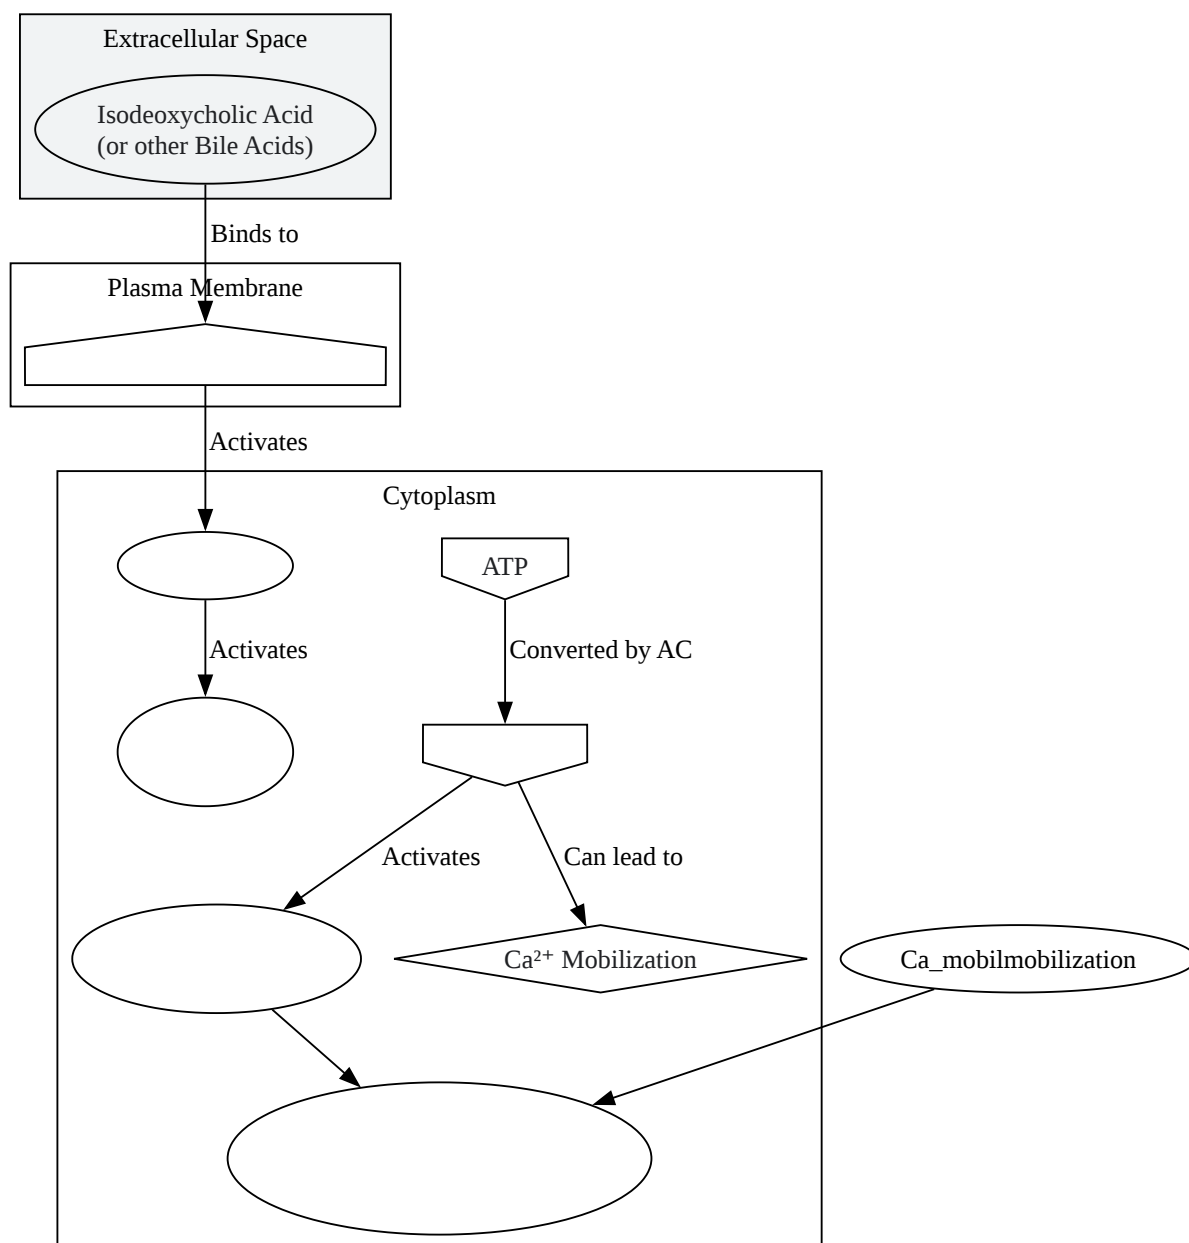 Extracellular Space
Isodeoxycholic Acid
(or other Bile Acids)
Binds to
Plasma Membrane
Activates
Cytoplasm
ATP
Activates
Converted by AC
Activates
Can lead to
Ca²⁺ Mobilization
Ca_mobilmobilization